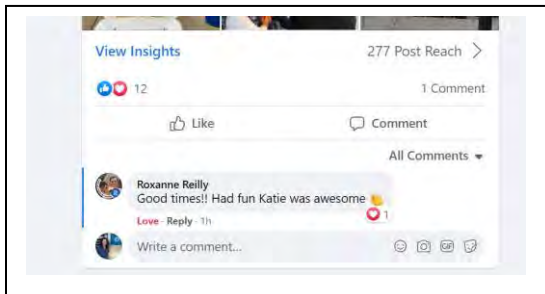 View Insights 277 Post Reach >
12 1 Comment
Like Comment
All Comments
Roxanne Reilly
Good times!! Had fun Katie was awesome 👏
Love · Reply · 1h 1
Write a comment... GIF